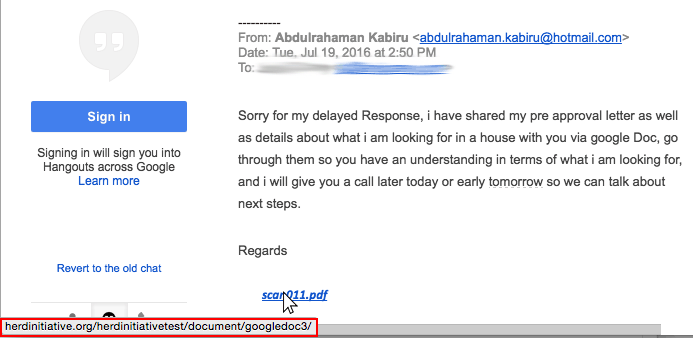 ----------
From: Abdulrahaman Kabiru <abdulrahaman.kabiru@hotmail.com>
Date: Tue, Jul 19, 2016 at 2:50 PM
To:
Sign in
Signing in will sign you into
Hangouts across Google
Learn more
Sorry for my delayed Response, i have shared my pre approval letter as well
as details about what i am looking for in a house with you via google Doc, go
through them so you have an understanding in terms of what i am looking for,
and i will give you a call later today or early tomorrow so we can talk about
next steps.
Regards
Revert to the old chat
scan011.pdf
herdinitiative.org/herdinitiativetest/document/googledoc3/